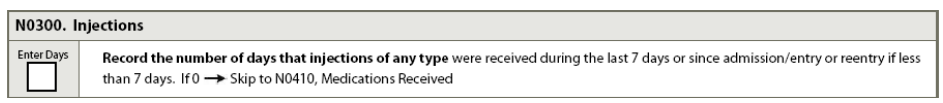 N0300. Injections
Enter Days
Record the number of days that injections of any type were received during the last 7 days or since admission/entry or reentry if less
than 7 days. If 0 → Skip to N0410, Medications Received